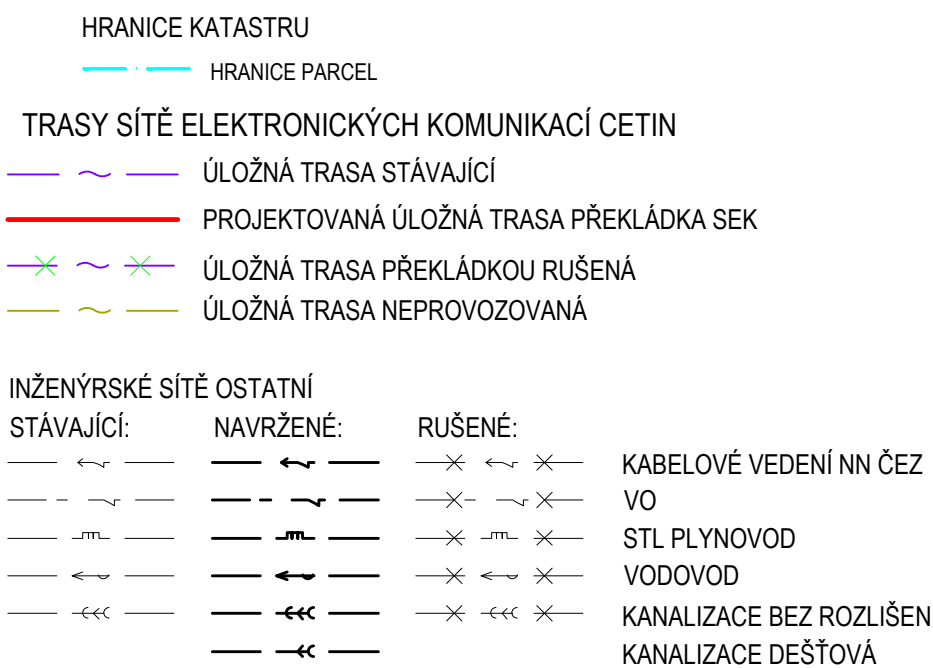 HRANICE KATASTRU
HRANICE PARCEL
TRASY SÍTĚ ELEKTRONICKÝCH KOMUNIKACÍ CETIN
ÚLOŽNÁ TRASA STÁVAJÍCÍ
PROJEKTOVANÁ ÚLOŽNÁ TRASA PŘEKLÁDKA SEK
ÚLOŽNÁ TRASA PŘEKLÁDKOU RUŠENÁ
ÚLOŽNÁ TRASA NEPROVOZOVANÁ
INŽENÝRSKÉ SÍTĚ OSTATNÍ
STÁVAJÍCÍ: NAVRŽENÉ: RUŠENÉ:
KABELOVÉ VEDENÍ NN ČEZ
VO
STL PLYNOVOD
VODOVOD
KANALIZACE BEZ ROZLIŠEN
KANALIZACE DEŠŤOVÁ